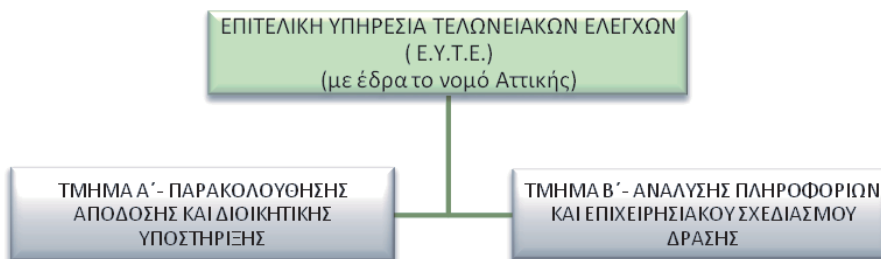 ΕΠΙΤΕΛΙΚΗ ΥΠΗΡΕΣΙΑ ΤΕΛΩΝΕΙΑΚΩΝ ΕΛΕΓΧΩΝ
( Ε.Υ.Τ.Ε.)
(με έδρα το νομό Αττικής)
ΤΜΗΜΑ Α΄- ΠΑΡΑΚΟΛΟΥΘΗΣΗΣ
ΑΠΟΔΟΣΗΣ ΚΑΙ ΔΙΟΙΚΗΤΙΚΗΣ
ΥΠΟΣΤΗΡΙΞΗΣ
ΤΜΗΜΑ Β΄- ΑΝΑΛΥΣΗΣ ΠΛΗΡΟΦΟΡΙΩΝ
ΚΑΙ ΕΠΙΧΕΙΡΗΣΙΑΚΟΥ ΣΧΕΔΙΑΣΜΟΥ
ΔΡΑΣΗΣ